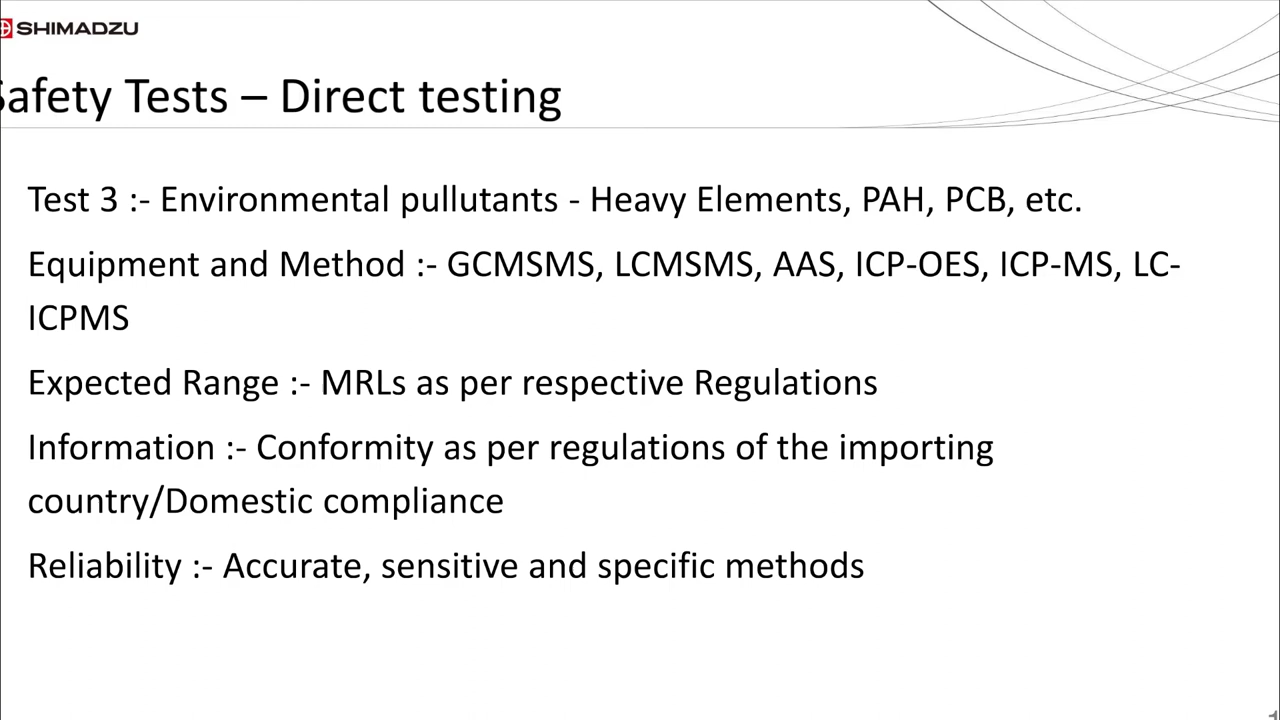 SHIMADZU
Safety Tests – Direct testing
Test 3 :- Environmental pullutants - Heavy Elements, PAH, PCB, etc.
Equipment and Method :- GCMSMS, LCMSMS, AAS, ICP-OES, ICP-MS, LC-
ICPMS
Expected Range :- MRLs as per respective Regulations
Information :- Conformity as per regulations of the importing
country/Domestic compliance
Reliability :- Accurate, sensitive and specific methods